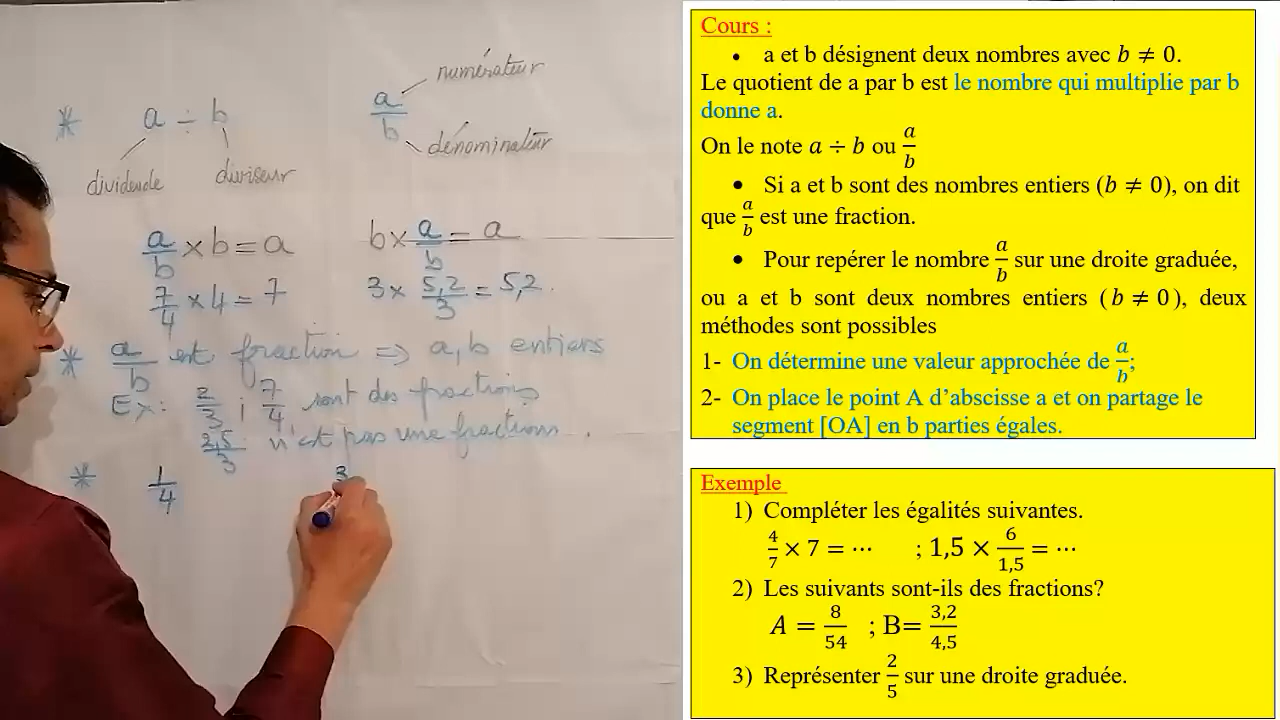 * a ÷ b
dividende diviseur
a/b numérateur
dénominateur
a/b × b = a
b × a/b = a
7/4 × 4 = 7
3 × 5,2/3 = 5,2.
* a/b est fraction ⇒ a, b entiers
Ex: 2/3 ; 7/4, sont des fractions
2,5/3 n'est pas une fractions.
* 1/4 3
Cours :
• a et b désignent deux nombres avec b ≠ 0.
Le quotient de a par b est le nombre qui multiplie par b
donne a.
On le note a ÷ b ou a/b
• Si a et b sont des nombres entiers (b ≠ 0), on dit
que a/b est une fraction.
• Pour repérer le nombre a/b sur une droite graduée,
ou a et b sont deux nombres entiers (b ≠ 0), deux
méthodes sont possibles
1- On détermine une valeur approchée de a/b;
2- On place le point A d’abscisse a et on partage le
segment [OA] en b parties égales.
Exemple
1) Compléter les égalités suivantes.
4/7 × 7 = ⋯ ; 1,5 × 6/1,5 = ⋯
2) Les suivants sont-ils des fractions?
A = 8/54 ; B= 3,2/4,5
3) Représenter 2/5 sur une droite graduée.